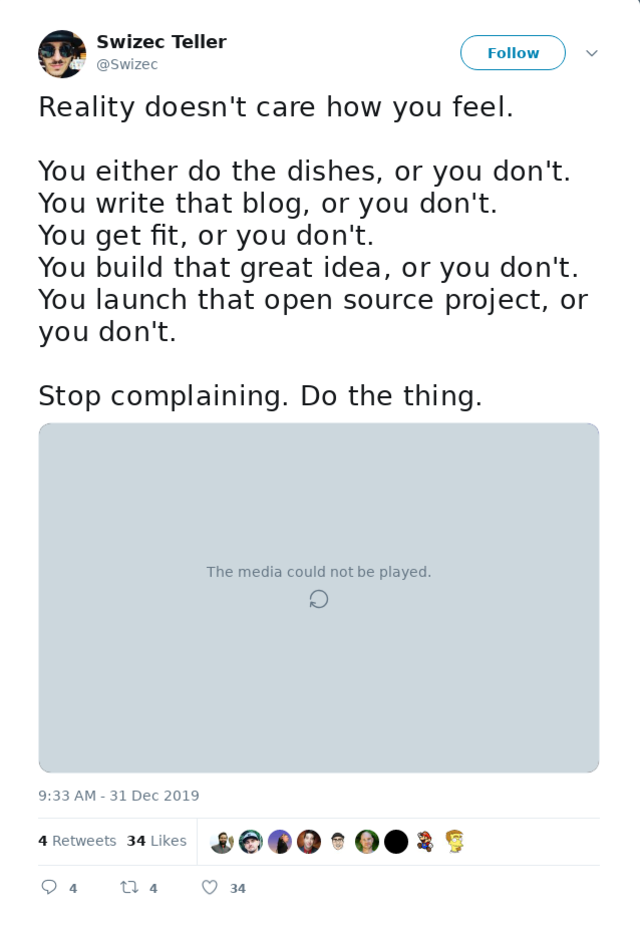 Swizec Teller
@Swizec
Follow
Reality doesn't care how you feel.
You either do the dishes, or you don't.
You write that blog, or you don't.
You get fit, or you don't.
You build that great idea, or you don't.
You launch that open source project, or
you don't.
Stop complaining. Do the thing.
The media could not be played.
9:33 AM - 31 Dec 2019
4 Retweets 34 Likes
4 4 34